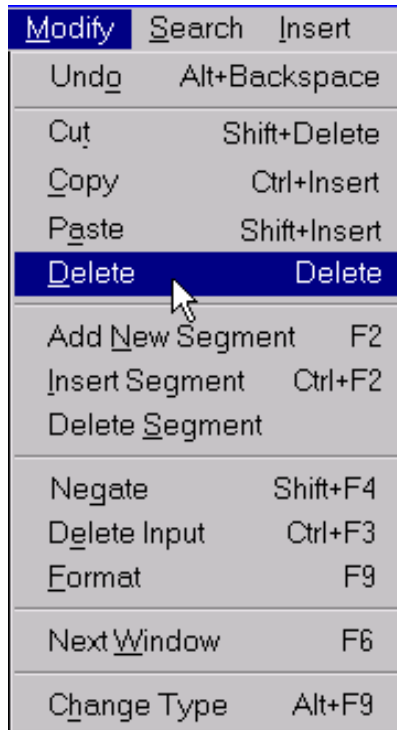 Modify Search Insert
Undo Alt+Backspace
Cut Shift+Delete
Copy Ctrl+Insert
Paste Shift+Insert
Delete Delete
Add New Segment F2
Insert Segment Ctrl+F2
Delete Segment
Negate Shift+F4
Delete Input Ctrl+F3
Format F9
Next Window F6
Change Type Alt+F9